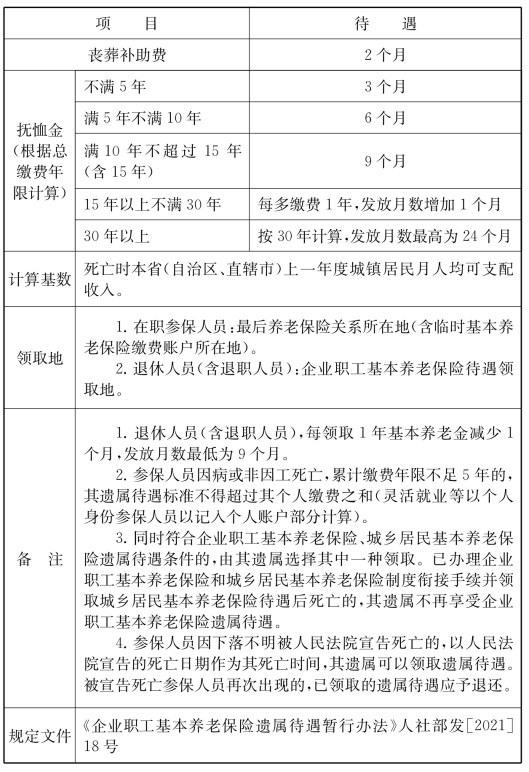 项 目 待 遇
丧葬补助费 2 个月
抚恤金
（根据总
缴费年
限计算）
不满 5 年 3 个月
满 5 年不满 10 年 6 个月
满 10 年不超过 15 年
（含 15 年）
9 个月
15 年以上不满 30 年 每多缴费 1 年，发放月数增加 1 个月
30 年以上 按 30 年计算，发放月数最高为 24 个月
计算基数
死亡时本省（自治区、直辖市）上一年度城镇居民月人均可支配
收入。
领取地
1. 在职参保人员：最后养老保险关系所在地（含临时基本养
老保险缴费账户所在地）。
2. 退休人员（含退职人员）：企业职工基本养老保险待遇领
取地。
备 注
1. 退休人员（含退职人员），每领取 1 年基本养老金减少 1
个月，发放月数最低为 9 个月。
2. 参保人员因病或非因工死亡，累计缴费年限不足 5 年的，
其遗属待遇标准不得超过其个人缴费之和（灵活就业等以个人
身份参保人员以记入个人账户部分计算）。
3. 同时符合企业职工基本养老保险、城乡居民基本养老保
险遗属待遇条件的，由其遗属选择其中一种领取。已办理企业
职工基本养老保险和城乡居民基本养老保险制度衔接手续并领
取城乡居民基本养老保险待遇后死亡的，其遗属不再享受企业
职工基本养老保险遗属待遇。
4. 参保人员因下落不明被人民法院宣告死亡的，以人民法
院宣告的死亡日期作为其死亡时间，其遗属可以领取遗属待遇。
被宣告死亡参保人员再次出现的，已领取的遗属待遇应予退还。
规定文件
《企业职工基本养老保险遗属待遇暂行办法》人社部发［2021］
18 号